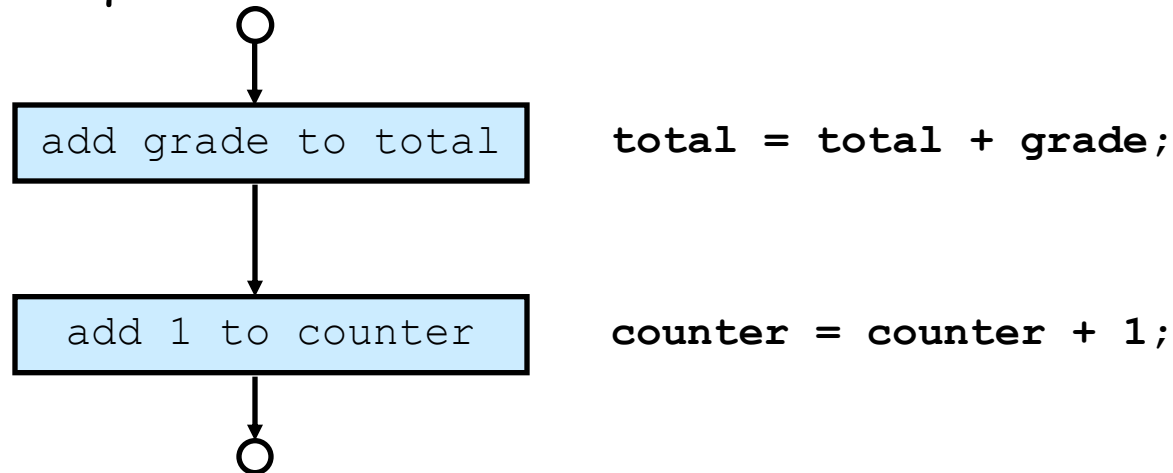 add grade to total total = total + grade;
add 1 to counter counter = counter + 1;